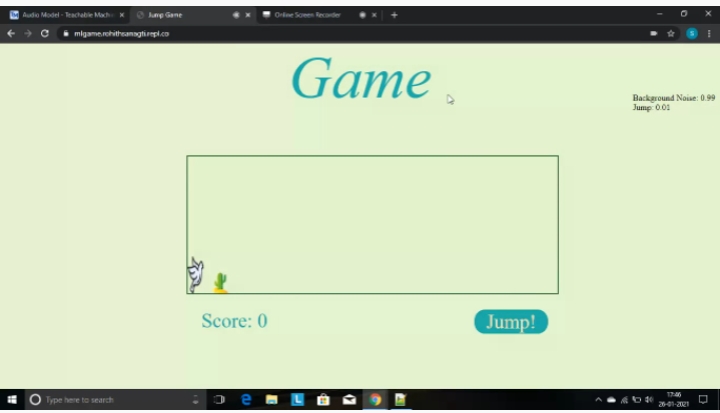 Audio Model - Teachable Mach
Jump Game
Online Screen Recorder
mlgame.rohithsamagti.repl.co
Game
Background Noise: 0.99
Jump: 0.01
Score: 0
Jump!
Type here to search
17:46
26-01-2021